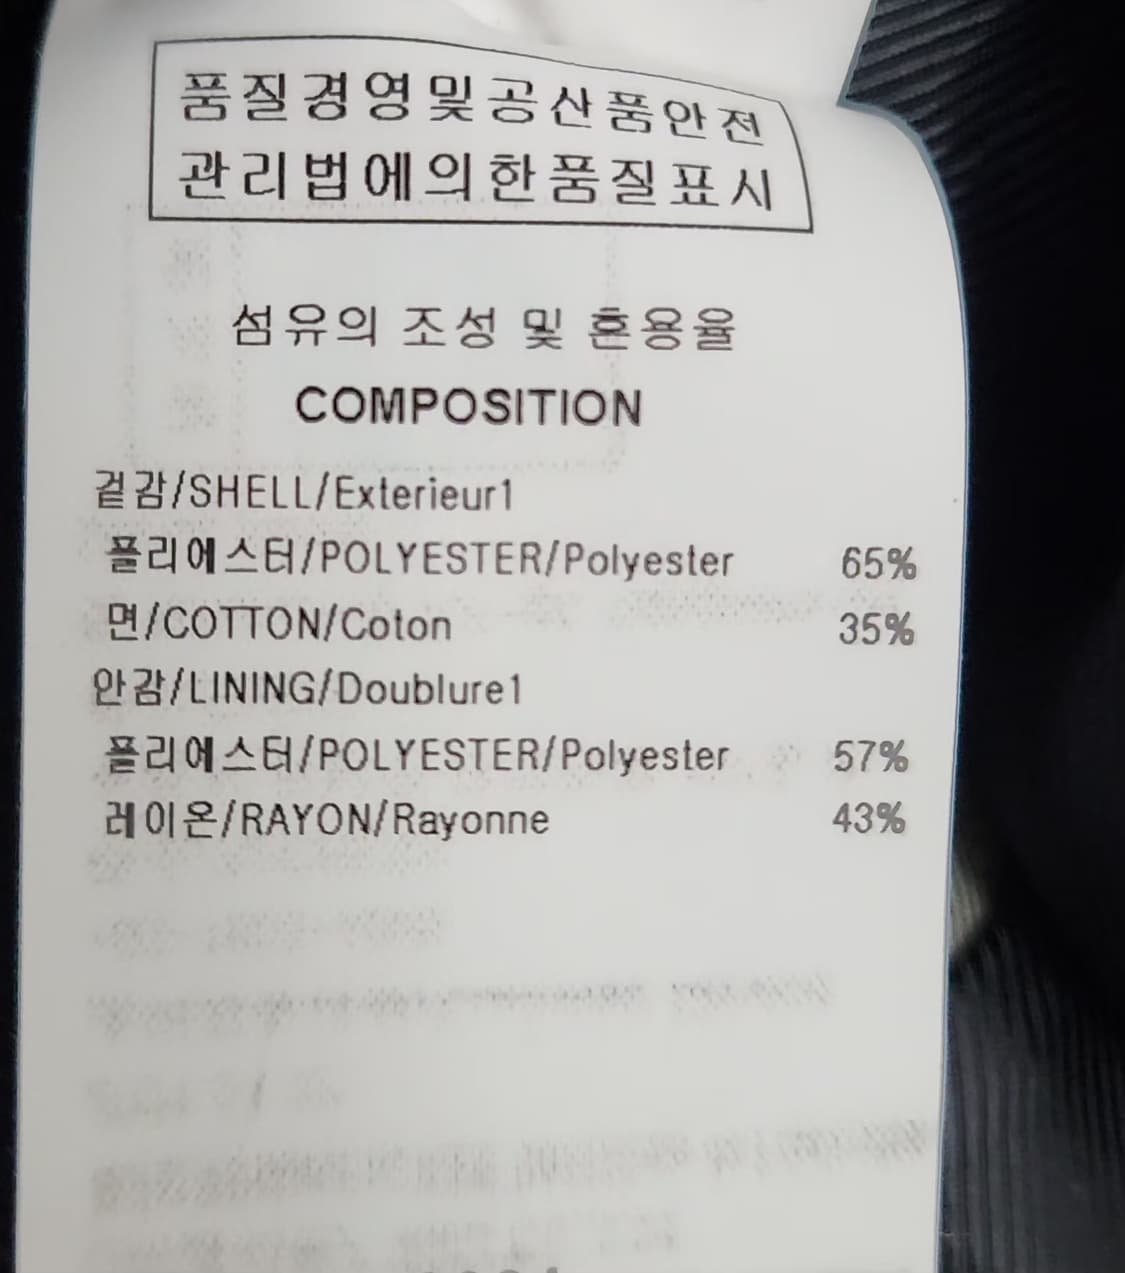 품질경영및공산품안전
관리법에의한품질표시
섬유의 조성 및 혼용율
COMPOSITION
겉감/SHELL/Exterieur1
폴리에스터/POLYESTER/Polyester 65%
면/COTTON/Coton 35%
안감/LINING/Doublure1
폴리에스터/POLYESTER/Polyester 57%
레이온/RAYON/Rayonne 43%